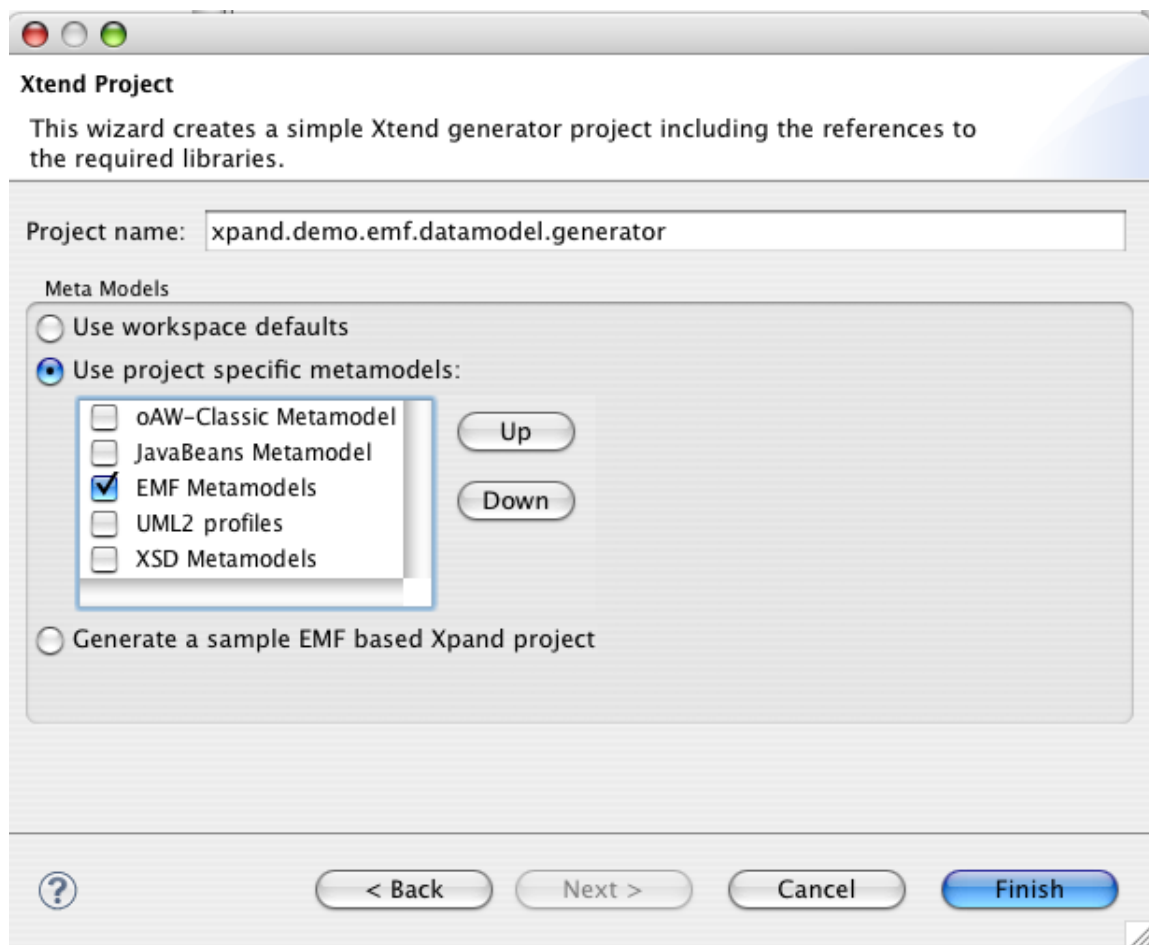 Xtend Project
This wizard creates a simple Xtend generator project including the references to
the required libraries.
Project name: xpand.demo.emf.datamodel.generator
Meta Models
Use workspace defaults
Use project specific metamodels:
oAW-Classic Metamodel
JavaBeans Metamodel
EMF Metamodels
UML2 profiles
XSD Metamodels
Up
Down
Generate a sample EMF based Xpand project
? < Back Next > Cancel Finish